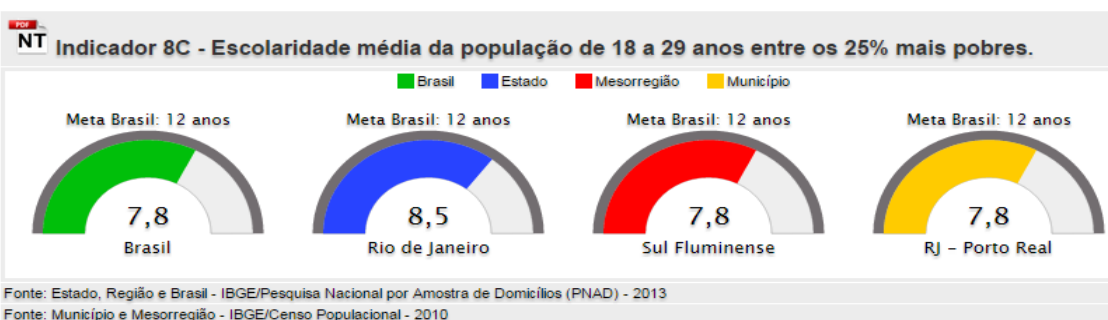 PDF
NT
Indicador 8C - Escolaridade média da população de 18 a 29 anos entre os 25% mais pobres.
Brasil Estado Mesorregião Município
Meta Brasil: 12 anos Meta Brasil: 12 anos Meta Brasil: 12 anos Meta Brasil: 12 anos
7,8 8,5 7,8 7,8
Brasil Rio de Janeiro Sul Fluminense RJ – Porto Real
Fonte: Estado, Região e Brasil - IBGE/Pesquisa Nacional por Amostra de Domicílios (PNAD) - 2013
Fonte: Município e Mesorregião - IBGE/Censo Populacional - 2010